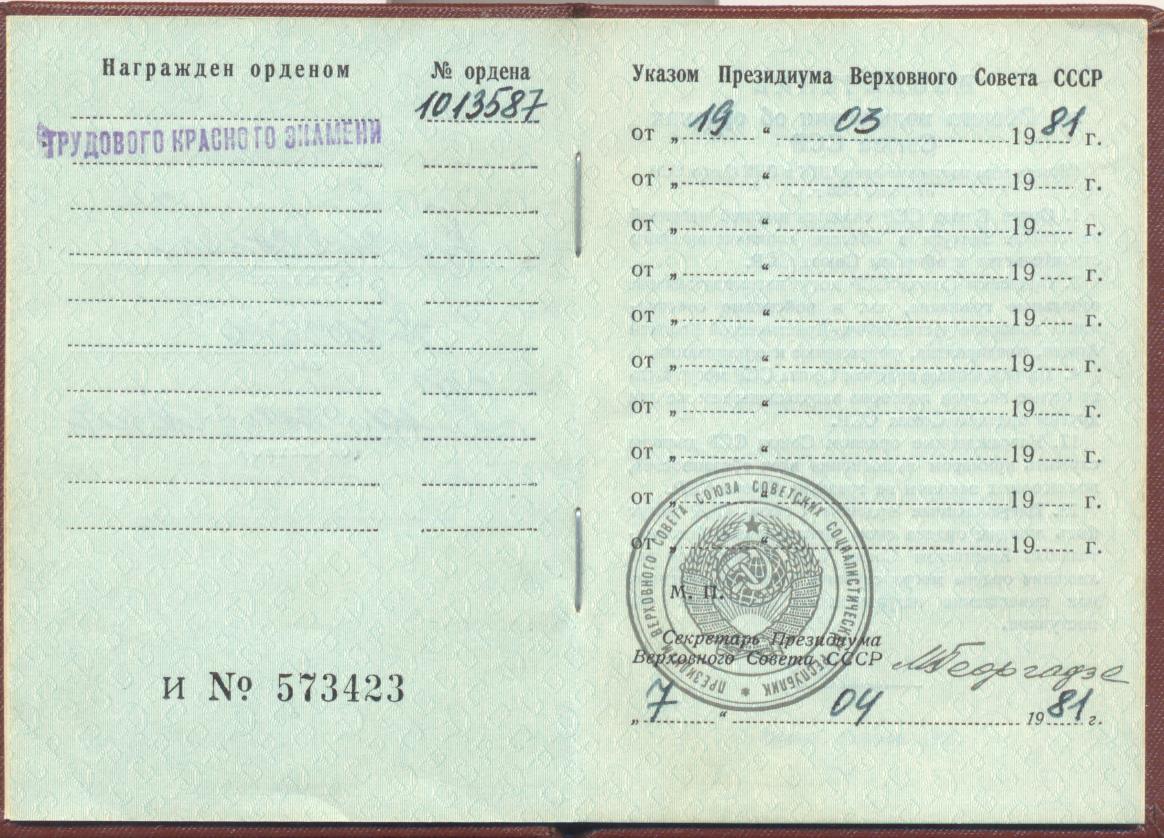 Награжден орденом
№ ордена
1013587
ТРУДОВОГО КРАСНОГО ЗНАМЕНИ
И № 573423
Указом Президиума Верховного Совета СССР
от „ 19 “ 03 1981 г.
от „ “ 19 г.
от „ “ 19 г.
от „ “ 19 г.
от „ “ 19 г.
от „ “ 19 г.
от „ “ 19 г.
от „ “ 19 г.
от „ “ 19 г.
от „ “ 19 г.
ПРЕЗИДИУМ ВЕРХОВНОГО СОВЕТА СОЮЗА СОВЕТСКИХ СОЦИАЛИСТИЧЕСКИХ РЕСПУБЛИК
М. П.
Секретарь Президиума
Верховного Совета СССР
МГеоргадзе
„ 7 “ 04 1981 г.